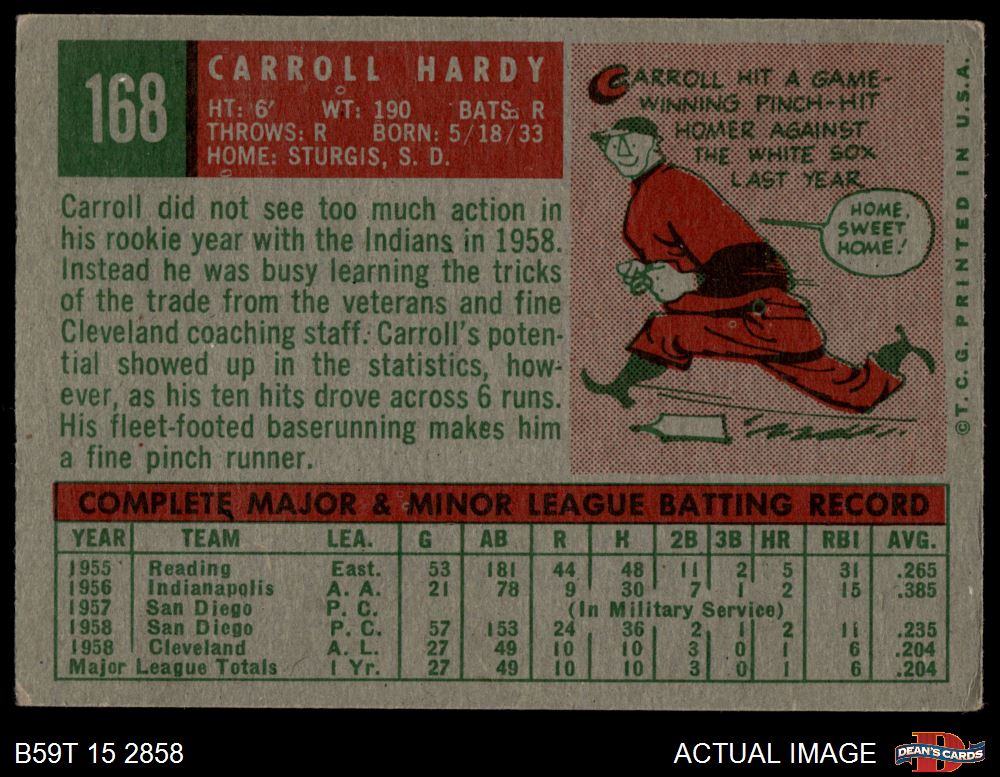 168
CARROLL HARDY
HT: 6' WT: 190 BATS: R
THROWS: R BORN: 5/18/33
HOME: STURGIS, S. D.
CARROLL HIT A GAME-
WINNING PINCH-HIT
HOMER AGAINST
THE WHITE SOX
LAST YEAR
HOME,
SWEET
HOME!
©T. C. G. PRINTED IN U.S.A.
Carroll did not see too much action in
his rookie year with the Indians in 1958.
Instead he was busy learning the tricks
of the trade from the veterans and fine
Cleveland coaching staff. Carroll's poten-
tial showed up in the statistics, how-
ever, as his ten hits drove across 6 runs.
His fleet-footed baserunning makes him
a fine pinch runner.
COMPLETE MAJOR & MINOR LEAGUE BATTING RECORD
YEAR TEAM LEA. G AB R H 2B 3B HR RBI AVG.
1955 Reading East. 53 181 44 48 11 2 5 31 .265
1956 Indianapolis A. A. 21 78 9 30 7 1 2 15 .385
1957 San Diego P. C. (In Military Service)
1958 San Diego P. C. 57 153 24 36 2 1 2 11 .235
1958 Cleveland A. L. 27 49 10 10 3 0 1 6 .204
Major League Totals 1 Yr. 27 49 10 10 3 0 1 6 .204
B59T 15 2858
ACTUAL IMAGE
D
DEAN'S CARDS